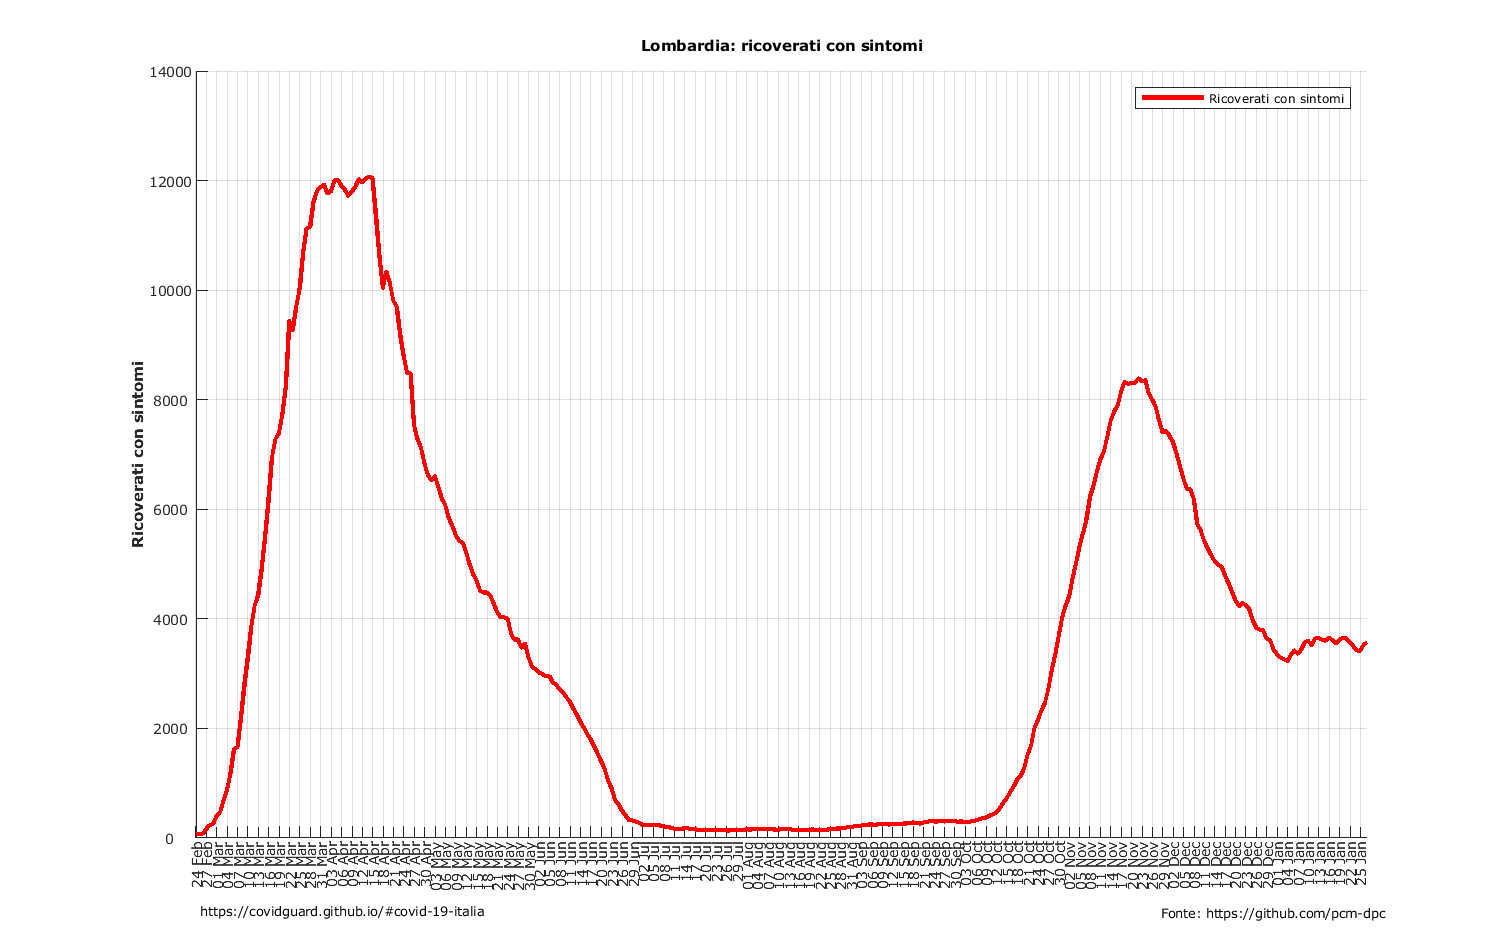 Lombardia: ricoverati con sintomi
Ricoverati con sintomi
14000
12000
10000
8000
6000
4000
2000
0
Ricoverati con sintomi
24 Feb
27 Feb
01 Mar
04 Mar
07 Mar
10 Mar
13 Mar
16 Mar
19 Mar
22 Mar
25 Mar
28 Mar
31 Mar
03 Apr
06 Apr
09 Apr
12 Apr
15 Apr
18 Apr
21 Apr
24 Apr
27 Apr
30 Apr
03 May
06 May
09 May
12 May
15 May
18 May
21 May
24 May
27 May
30 May
02 Jun
05 Jun
08 Jun
11 Jun
14 Jun
17 Jun
20 Jun
23 Jun
26 Jun
29 Jun
02 Jul
05 Jul
08 Jul
11 Jul
14 Jul
17 Jul
20 Jul
23 Jul
26 Jul
29 Jul
01 Aug
04 Aug
07 Aug
10 Aug
13 Aug
16 Aug
19 Aug
22 Aug
25 Aug
28 Aug
31 Aug
03 Sep
06 Sep
09 Sep
12 Sep
15 Sep
18 Sep
21 Sep
24 Sep
27 Sep
30 Sep
03 Oct
06 Oct
09 Oct
12 Oct
15 Oct
18 Oct
21 Oct
24 Oct
27 Oct
30 Oct
02 Nov
05 Nov
08 Nov
11 Nov
14 Nov
17 Nov
20 Nov
23 Nov
26 Nov
29 Nov
02 Dec
05 Dec
08 Dec
11 Dec
14 Dec
17 Dec
20 Dec
23 Dec
26 Dec
29 Dec
01 Jan
04 Jan
07 Jan
10 Jan
13 Jan
16 Jan
19 Jan
22 Jan
25 Jan
https://covidguard.github.io/#covid-19-italia
Fonte: https://github.com/pcm-dpc